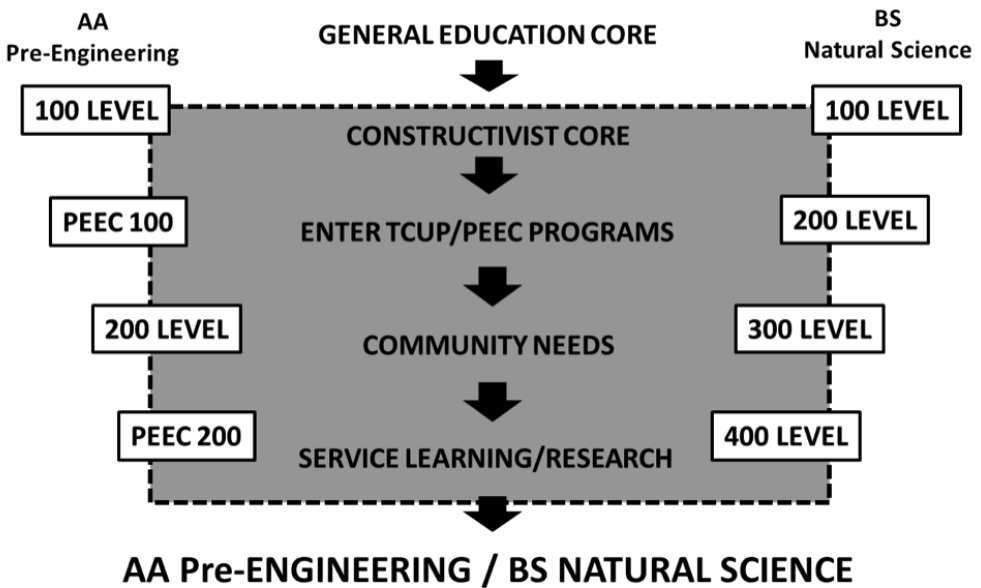 AA
Pre-Engineering
GENERAL EDUCATION CORE
BS
Natural Science
100 LEVEL
100 LEVEL
CONSTRUCTIVIST CORE
PEEC 100
ENTER TCUP/PEEC PROGRAMS
200 LEVEL
200 LEVEL
COMMUNITY NEEDS
300 LEVEL
PEEC 200
SERVICE LEARNING/RESEARCH
400 LEVEL
AA Pre-ENGINEERING / BS NATURAL SCIENCE